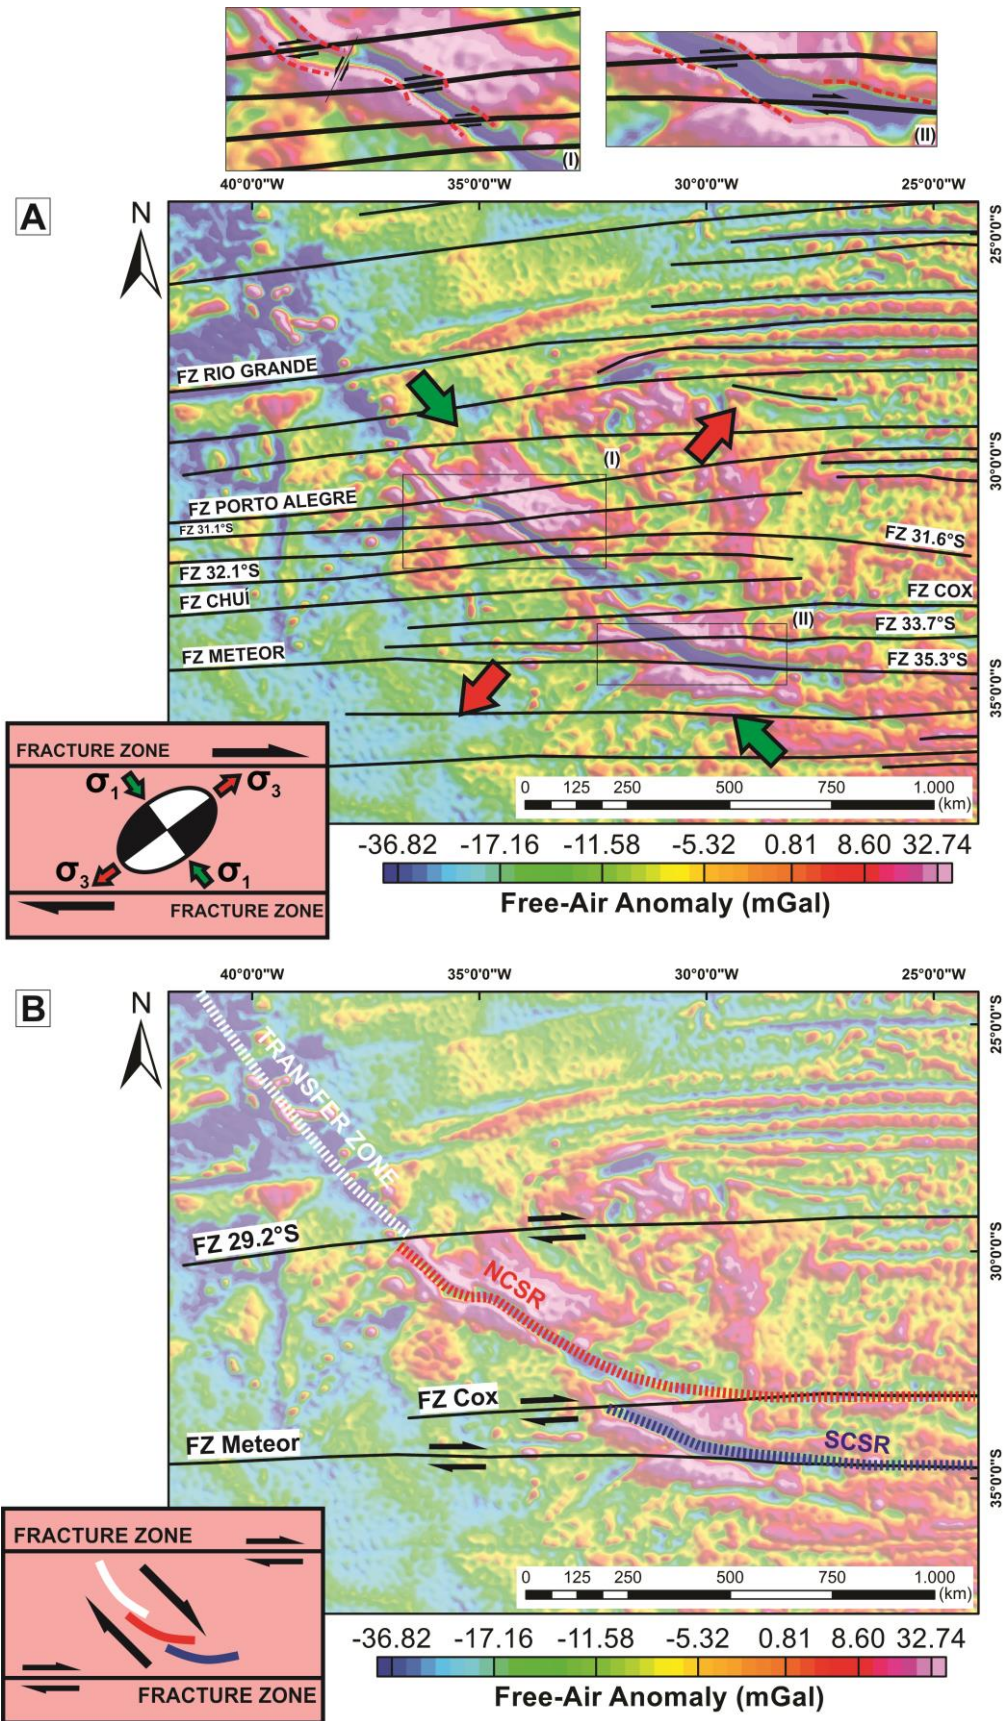 (I)
(II)
40°0'0"W
35°0'0"W
30°0'0"W
25°0'0"W
A
N
25°0'0"S
FZ RIO GRANDE
(I)
30°0'0"S
FZ PORTO ALEGRE
FZ 31.1°S
FZ 31.6°S
FZ 32.1°S
FZ COX
FZ CHUÍ
(II)
FZ 33.7°S
FZ METEOR
FZ 35.3°S
35°0'0"S
FRACTURE ZONE
σ1
σ3
σ3
σ1
FRACTURE ZONE
0 125 250 500 750 1.000
(km)
-36.82 -17.16 -11.58 -5.32 0.81 8.60 32.74
Free-Air Anomaly (mGal)
40°0'0"W
35°0'0"W
30°0'0"W
25°0'0"W
B
N
25°0'0"S
TRANSFER ZONE
FZ 29.2°S
30°0'0"S
NCSR
FZ Cox
FZ Meteor
SCSR
35°0'0"S
FRACTURE ZONE
FRACTURE ZONE
0 125 250 500 750 1.000
(km)
-36.82 -17.16 -11.58 -5.32 0.81 8.60 32.74
Free-Air Anomaly (mGal)